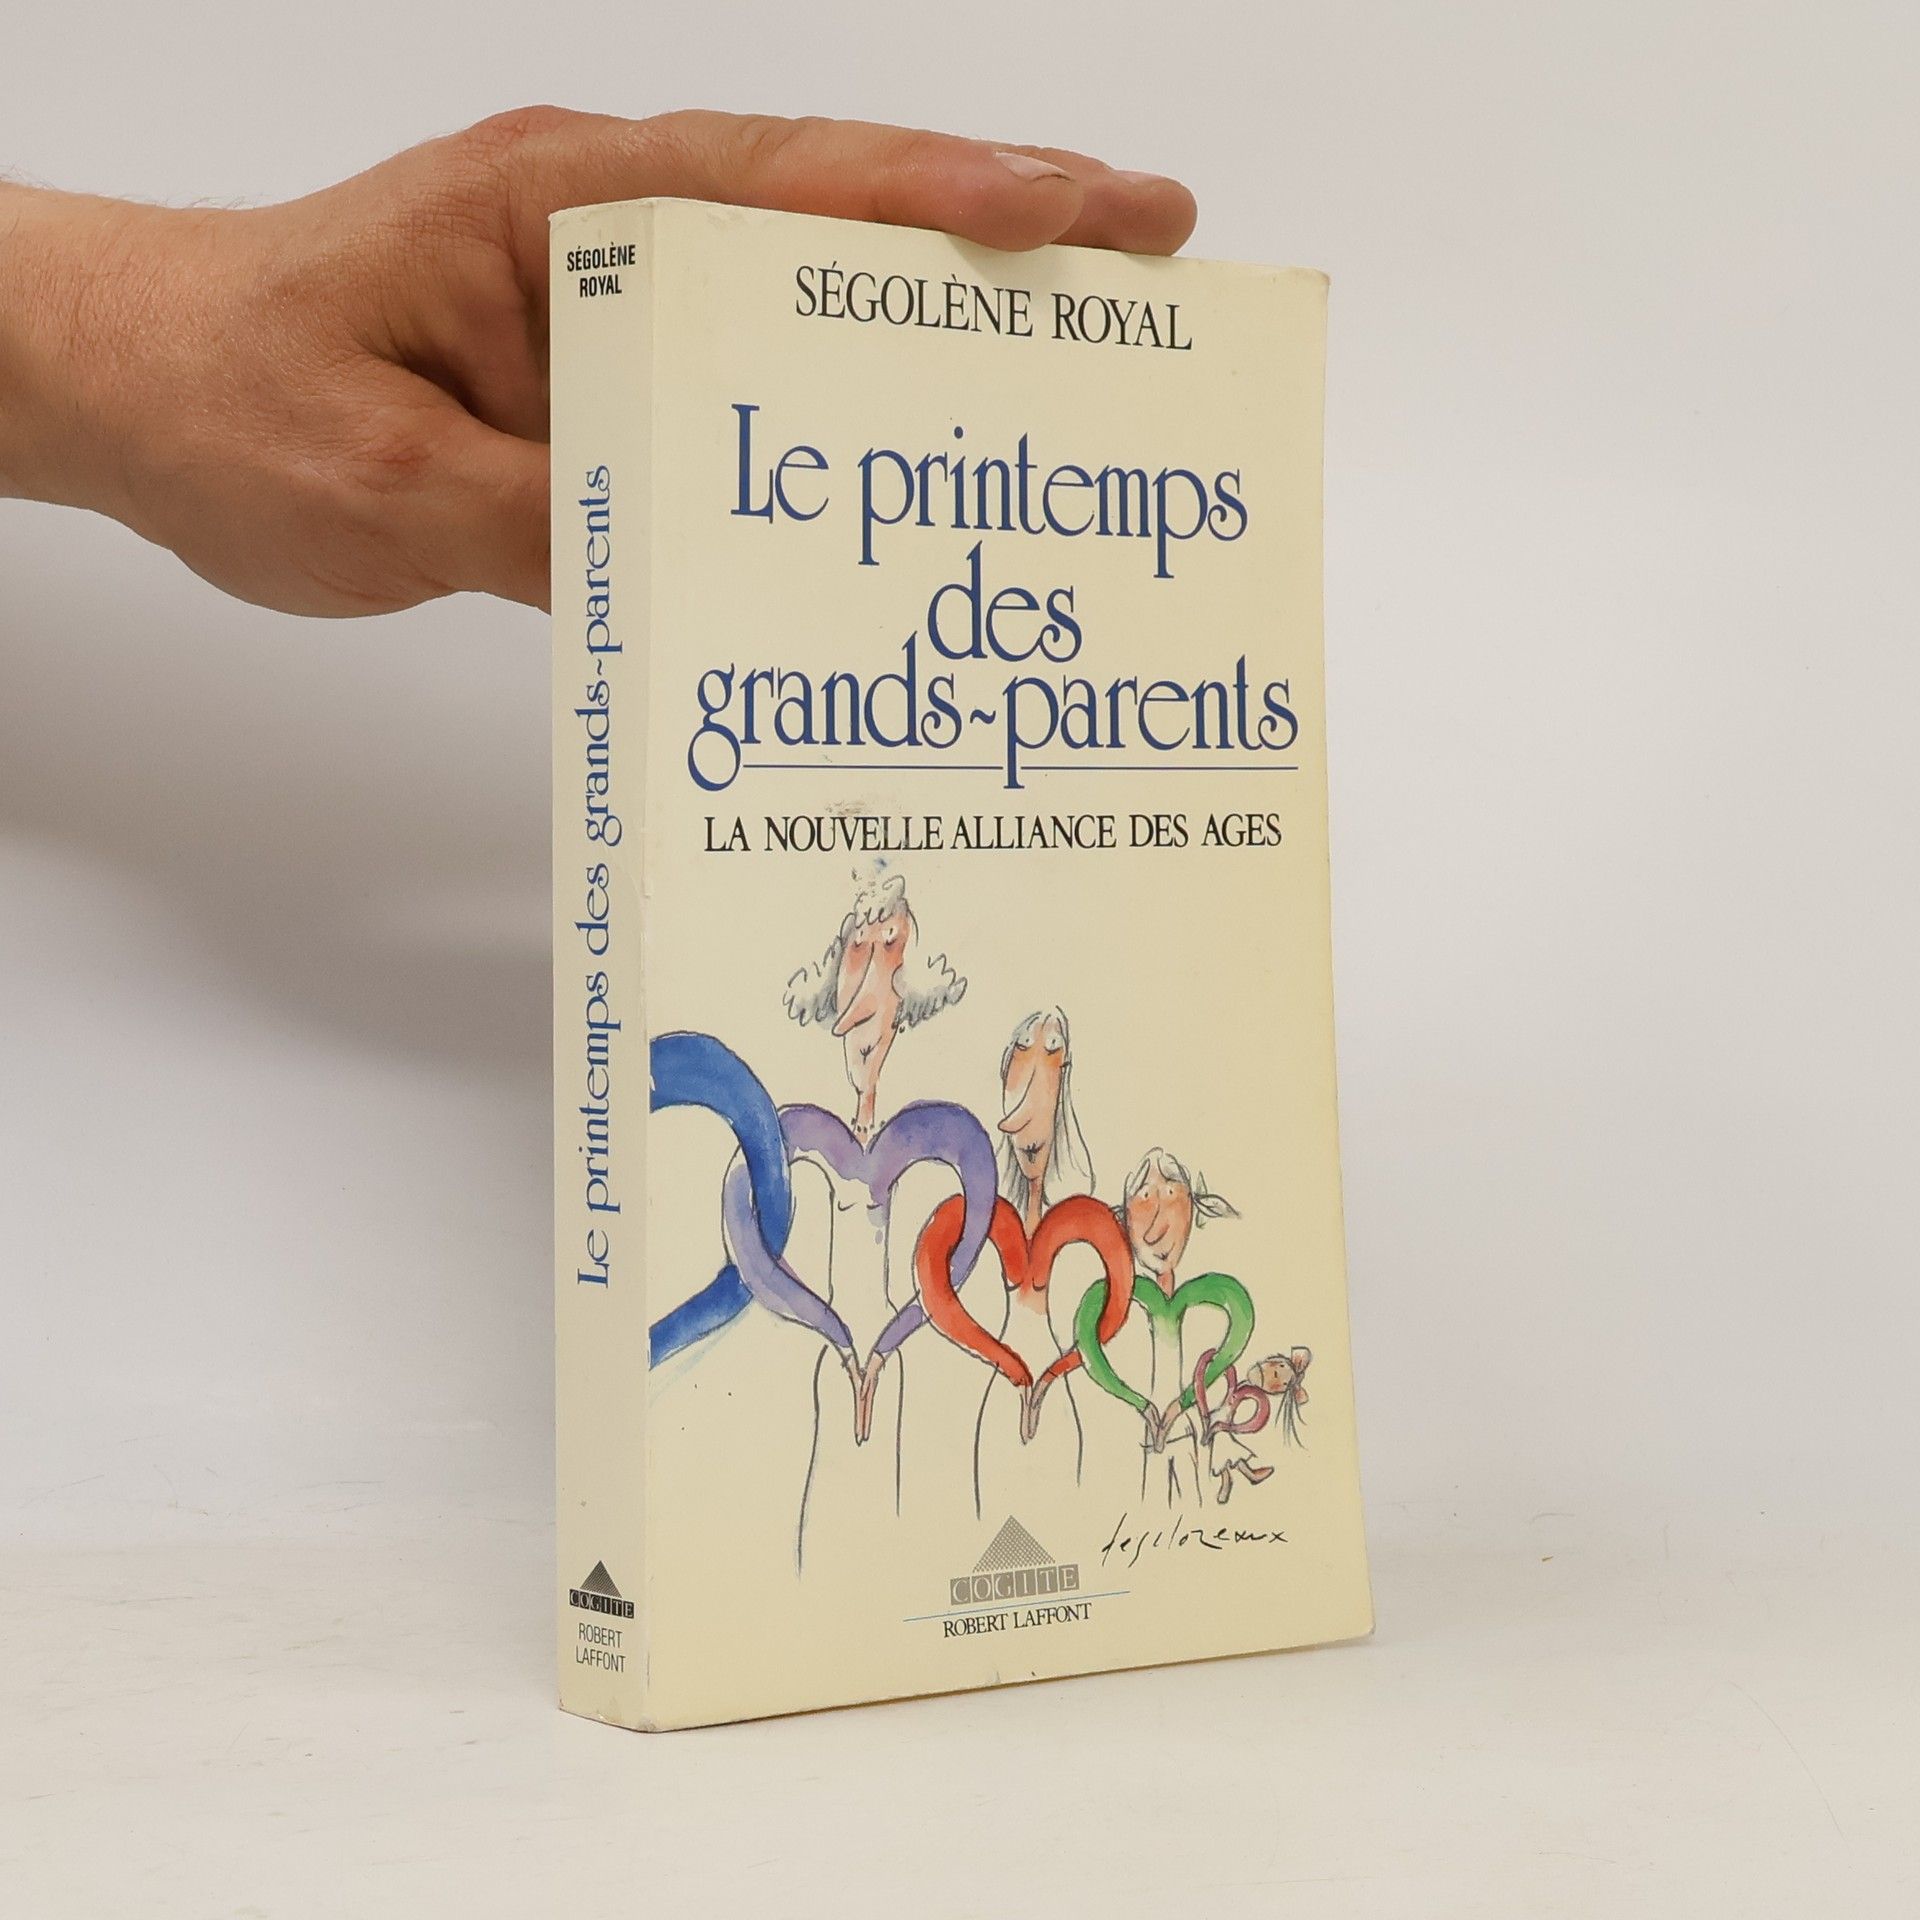 SÉGOLÈNE
ROYAL
Le printemps des grands-parents
COGITE
ROBERT
LAFFONT
SÉGOLÈNE ROYAL
Le printemps
des
grands-parents
LA NOUVELLE ALLIANCE DES AGES
desclozeaux
COGITE
ROBERT LAFFONT